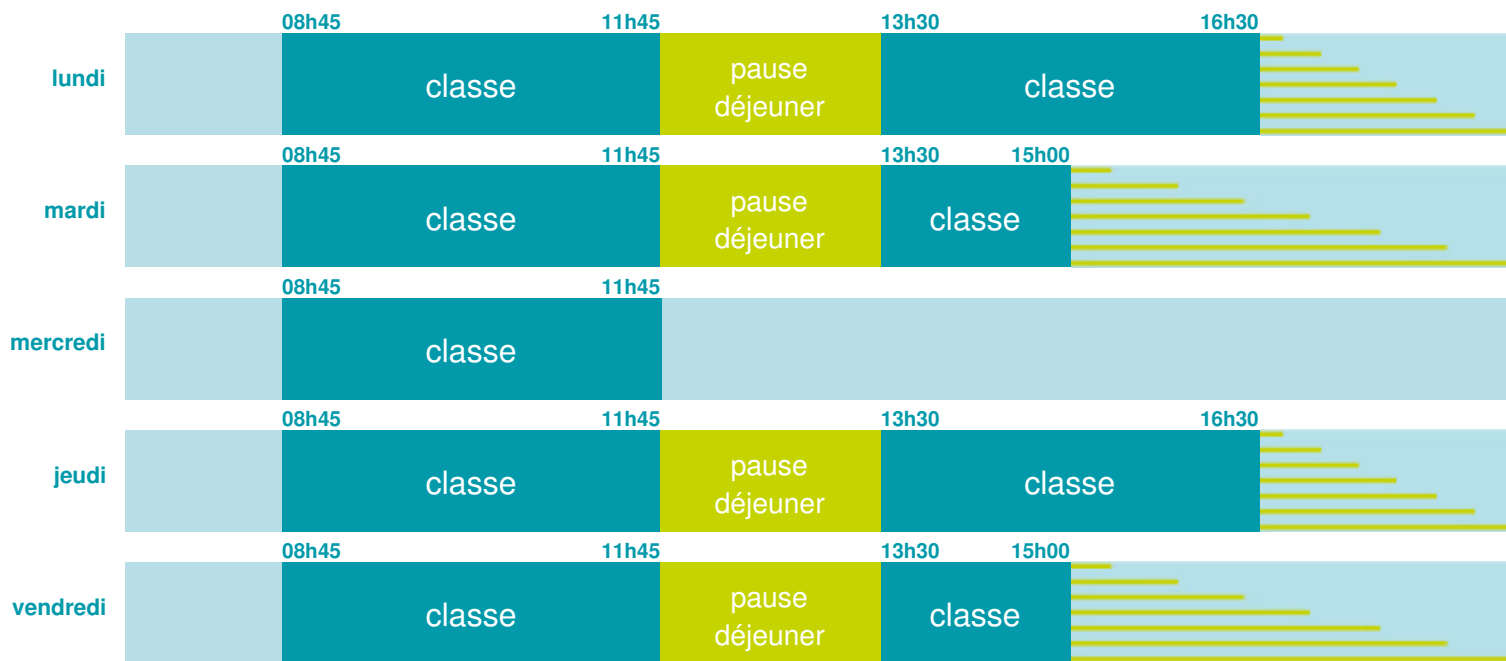 08h45 11h45 13h30 16h30
lundi classe pause déjeuner classe
08h45 11h45 13h30 15h00
mardi classe pause déjeuner classe
08h45 11h45
mercredi classe
08h45 11h45 13h30 16h30
jeudi classe pause déjeuner classe
08h45 11h45 13h30 15h00
vendredi classe pause déjeuner classe